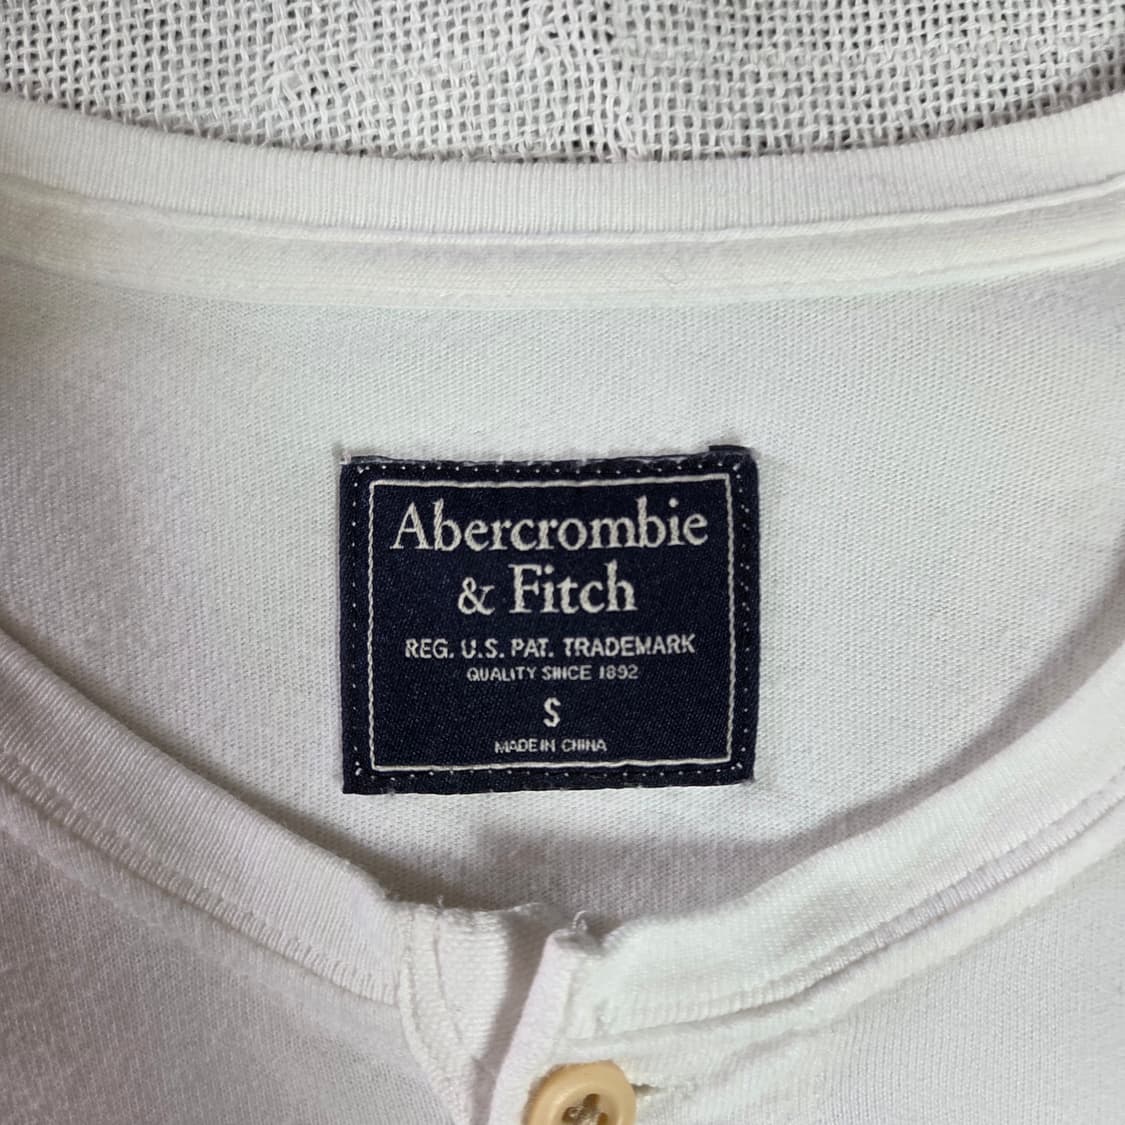 Abercrombie
& Fitch
REG. U.S. PAT. TRADEMARK
QUALITY SINCE 1892
S
MADE IN CHINA